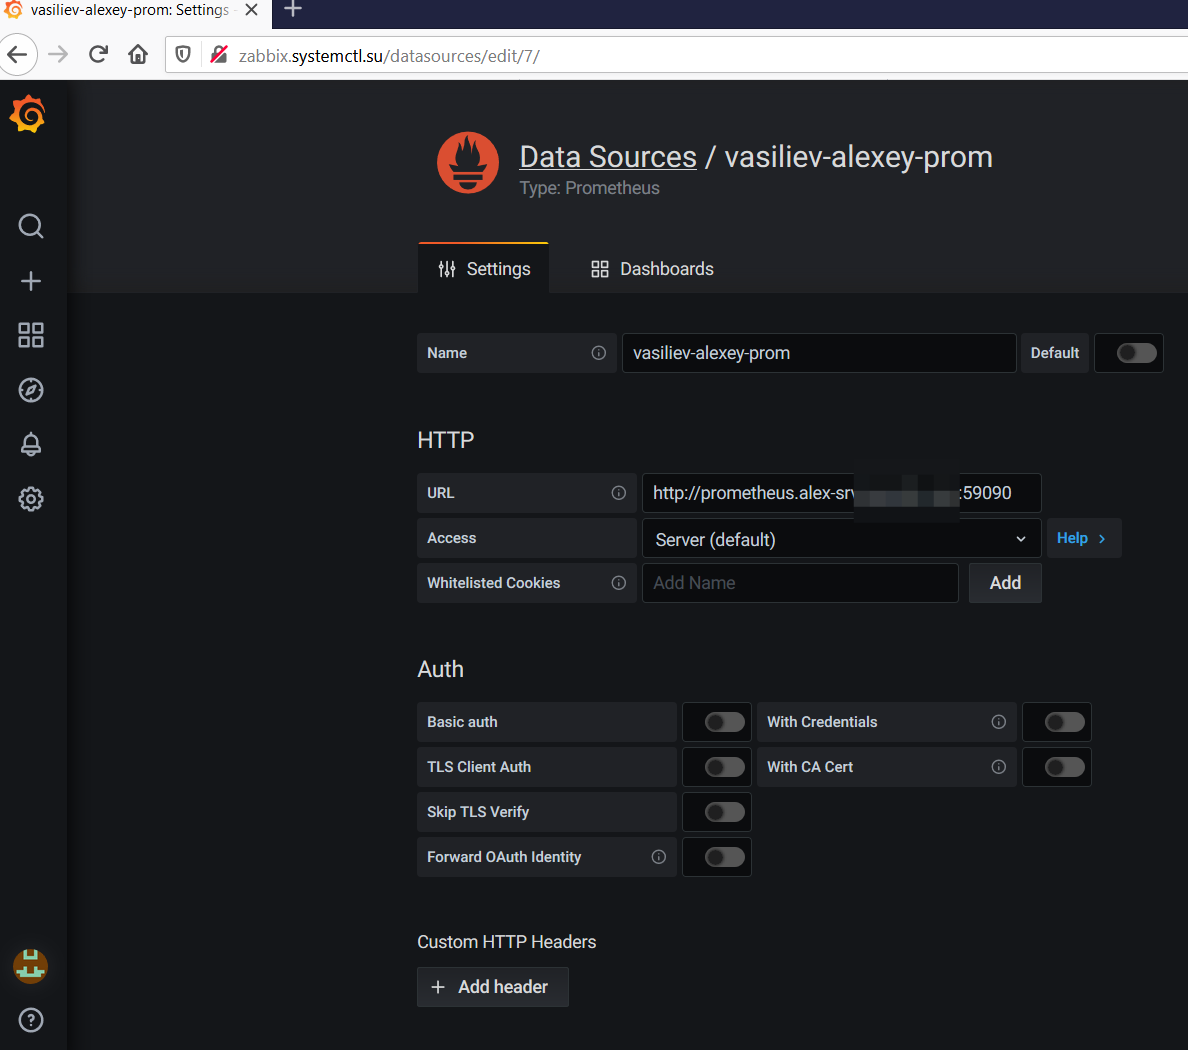 vasiliev-alexey-prom: Settings
zabbix.systemctl.su/datasources/edit/7/
Data Sources / vasiliev-alexey-prom
Type: Prometheus
Settings
Dashboards
Name
vasiliev-alexey-prom
Default
HTTP
URL
http://prometheus.alex-srv :59090
Access
Server (default)
Help
Whitelisted Cookies
Add Name
Add
Auth
Basic auth
With Credentials
TLS Client Auth
With CA Cert
Skip TLS Verify
Forward OAuth Identity
Custom HTTP Headers
+ Add header